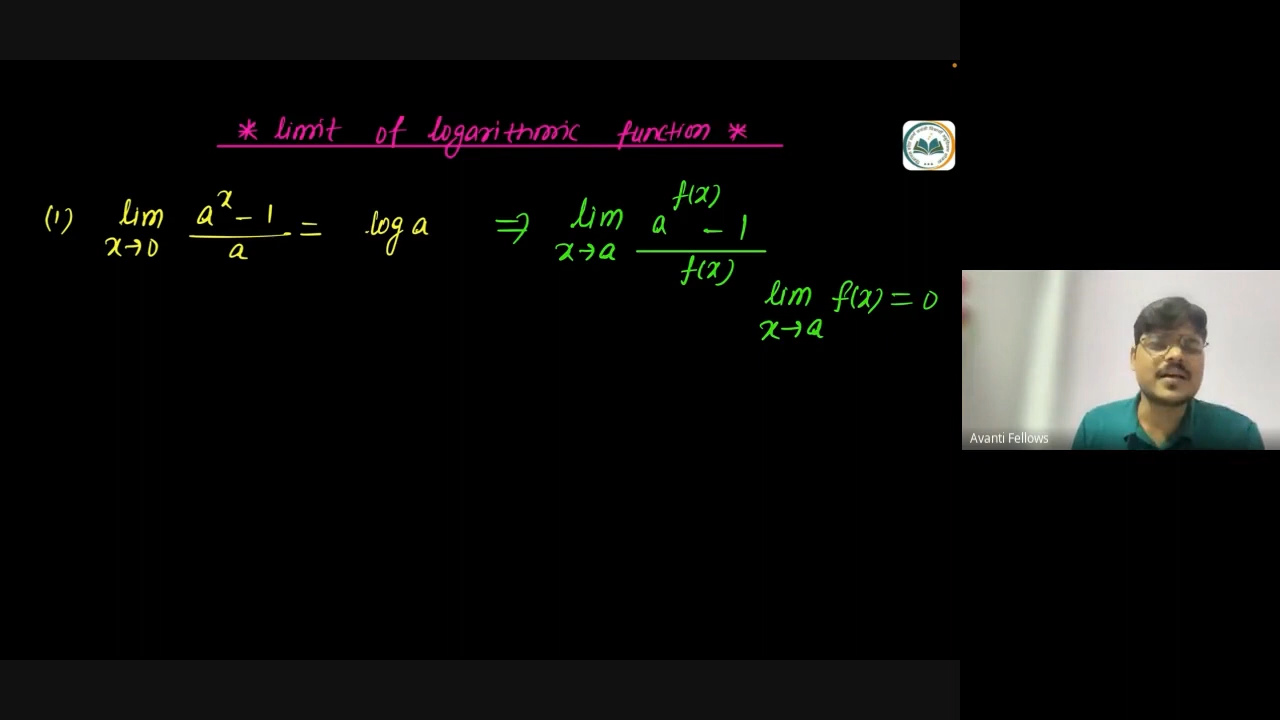 * limit of logarithmic function *
(1) lim x→0 a^x - 1 / a = log a ⇒ lim x→a a^f(x) - 1 / f(x)
lim x→a f(x) = 0
Avanti Fellows